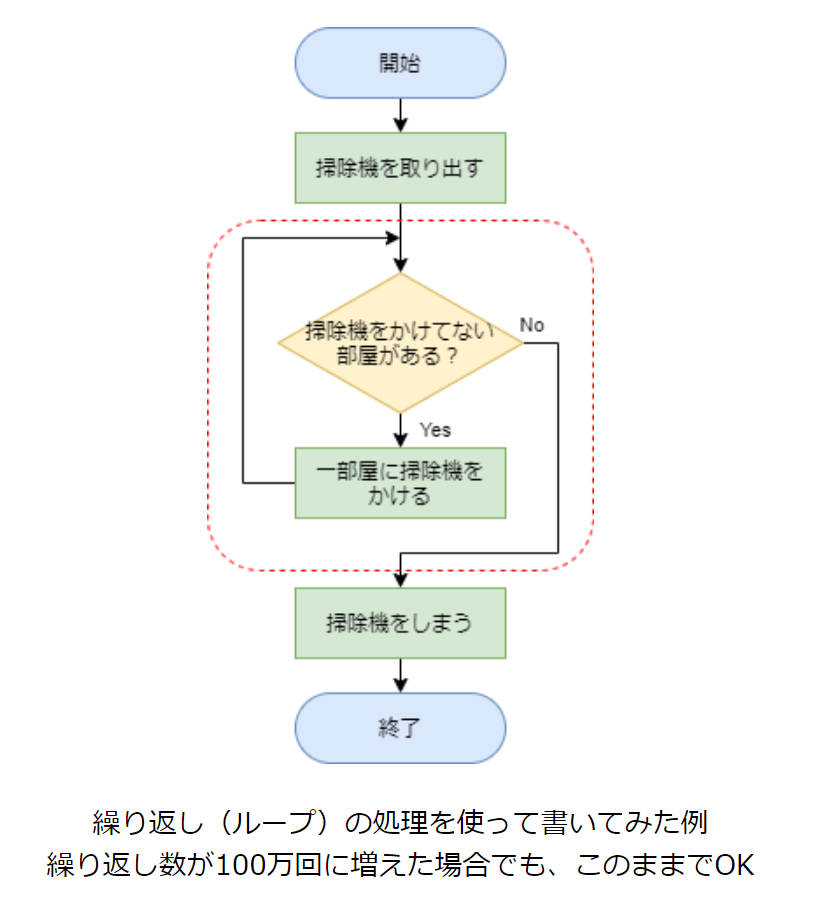 開始
掃除機を取り出す
掃除機をかけてない
部屋がある？
No
Yes
一部屋に掃除機を
かける
掃除機をしまう
終了
繰り返し（ループ）の処理を使って書いてみた例
繰り返し数が100万回に増えた場合でも、このままでOK